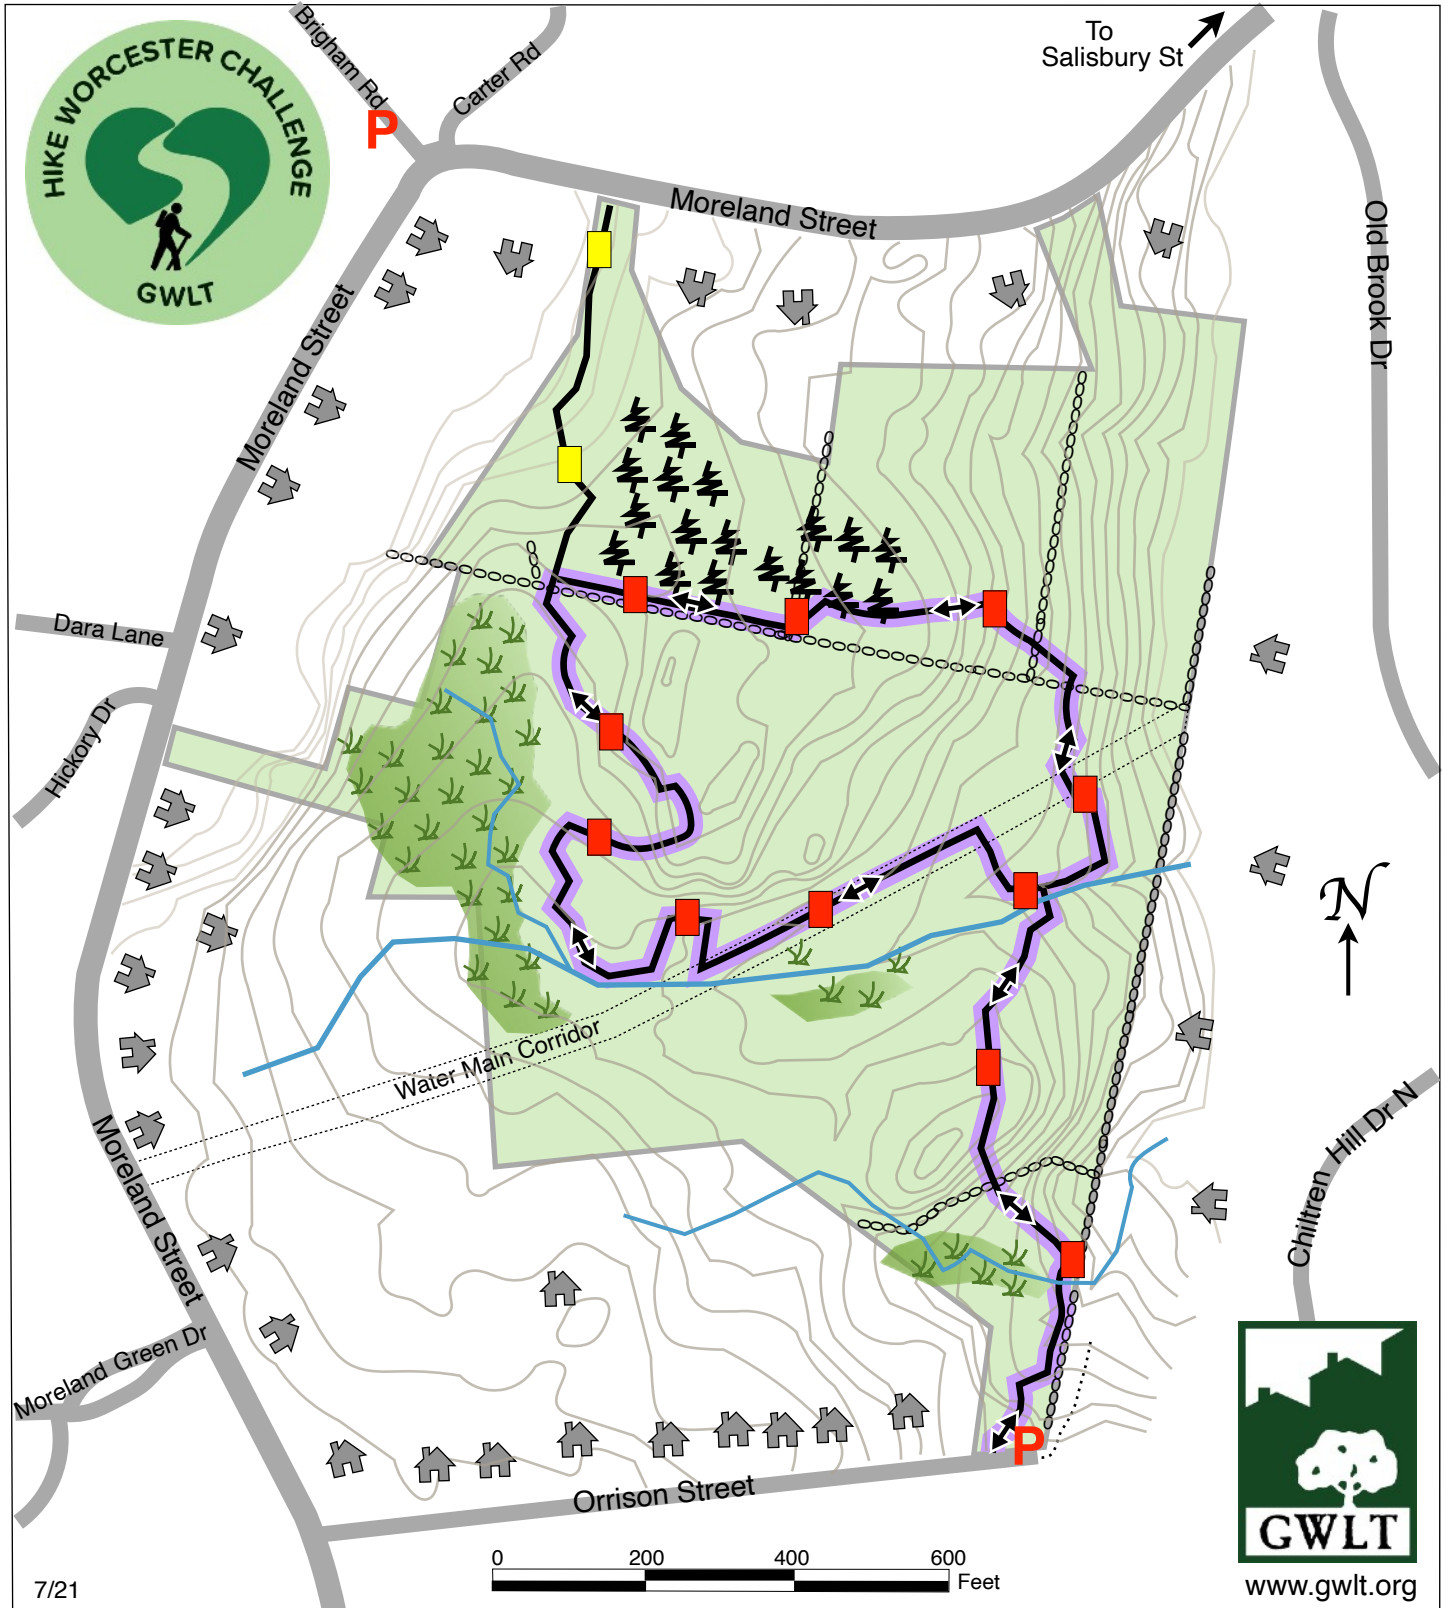 HIKE WORCESTER CHALLENGE
GWLT
Brigham Rd
P
Carter Rd
To
Salisbury St
Moreland Street
Old Brook Dr
Moreland Street
Dara Lane
Hickory Dr
N
Water Main Corridor
Moreland Street
Chiltren Hill Dr N
Moreland Green Dr
P
Orrison Street
GWLT
www.gwlt.org
0 200 400 600
Feet
7/21